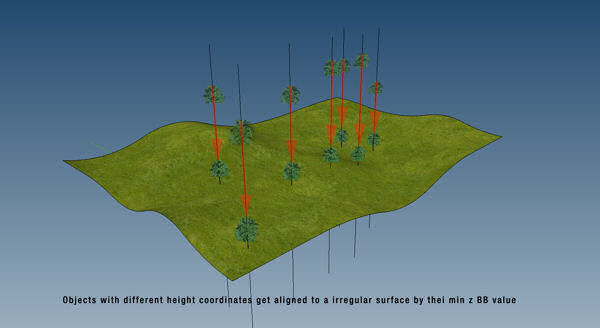 Objects with different height coordinates get aligned to a irregular surface by thei min z BB value